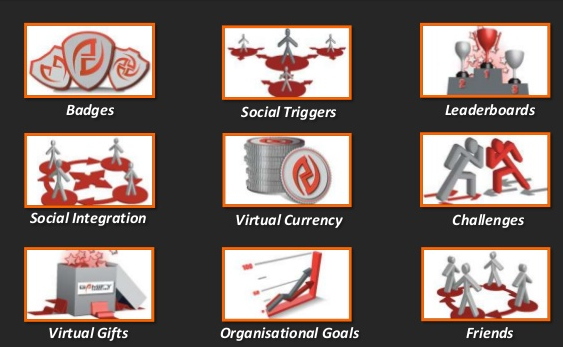 Badges
Social Triggers
Leaderboards
Social Integration
Virtual Currency
Challenges
Virtual Gifts
Organisational Goals
Friends